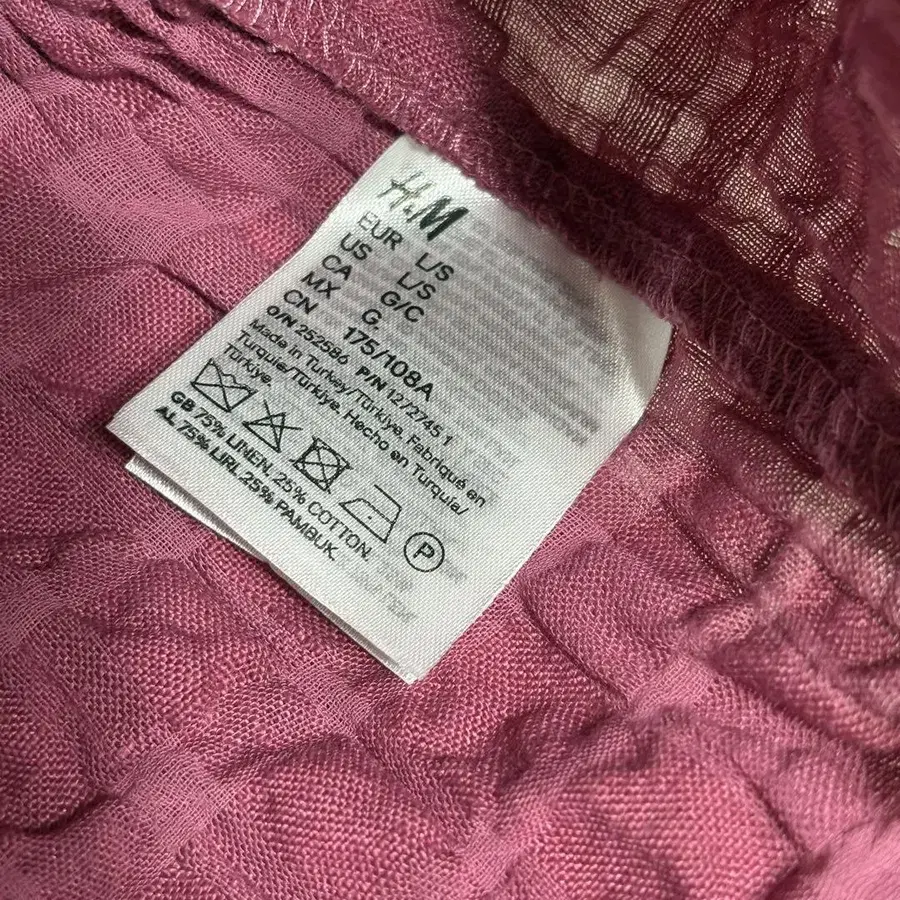 H&M
EUR L/S
US L/S
CA G/C
MX G.
CN 175/108A
O/N 252586 P/N 1272745 1
Made in Turkey/Türkiye. Fabriqué en
Turquie/Türkiye. Hecho en Turquía/
Türkiye.
P
GB 75% LINEN. 25% COTTON.
AL 75% LIRI. 25% PAMBUK.